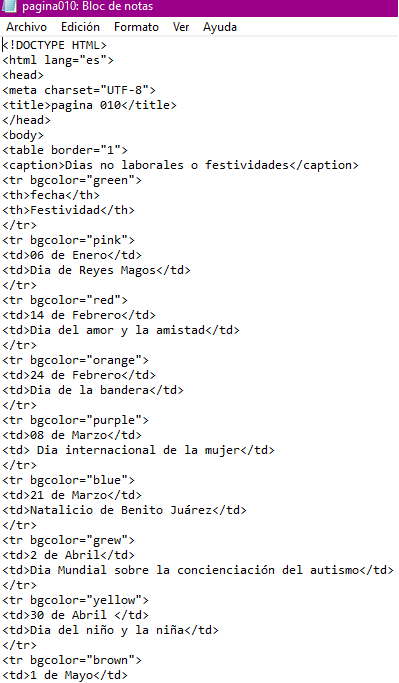 pagina010: Bloc de notas
Archivo Edición Formato Ver Ayuda
<!DOCTYPE HTML>
<html lang="es">
<head>
<meta charset="UTF-8">
<title>pagina 010</title>
</head>
<body>
<table border="1">
<caption>Dias no laborales o festividades</caption>
<tr bgcolor="green">
<th>fecha</th>
<th>Festividad</th>
</tr>
<tr bgcolor="pink">
<td>06 de Enero</td>
<td>Dia de Reyes Magos</td>
</tr>
<tr bgcolor="red">
<td>14 de Febrero</td>
<td>Dia del amor y la amistad</td>
</tr>
<tr bgcolor="orange">
<td>24 de Febrero</td>
<td>Dia de la bandera</td>
</tr>
<tr bgcolor="purple">
<td>08 de Marzo</td>
<td> Dia internacional de la mujer</td>
</tr>
<tr bgcolor="blue">
<td>21 de Marzo</td>
<td>Natalicio de Benito Juárez</td>
</tr>
<tr bgcolor="grew">
<td>2 de Abril</td>
<td>Dia Mundial sobre la concienciación del autismo</td>
</tr>
<tr bgcolor="yellow">
<td>30 de Abril </td>
<td>Dia del niño y la niña</td>
</tr>
<tr bgcolor="brown">
<td>1 de Mayo</td>